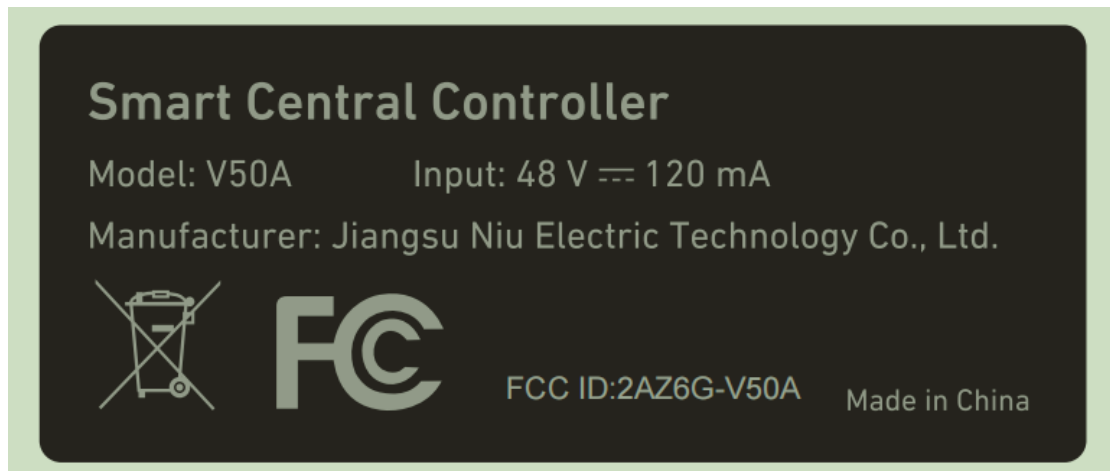 Smart Central Controller
Model: V50A Input: 48 V ⎓ 120 mA
Manufacturer: Jiangsu Niu Electric Technology Co., Ltd.
FC FCC ID:2AZ6G-V50A Made in China